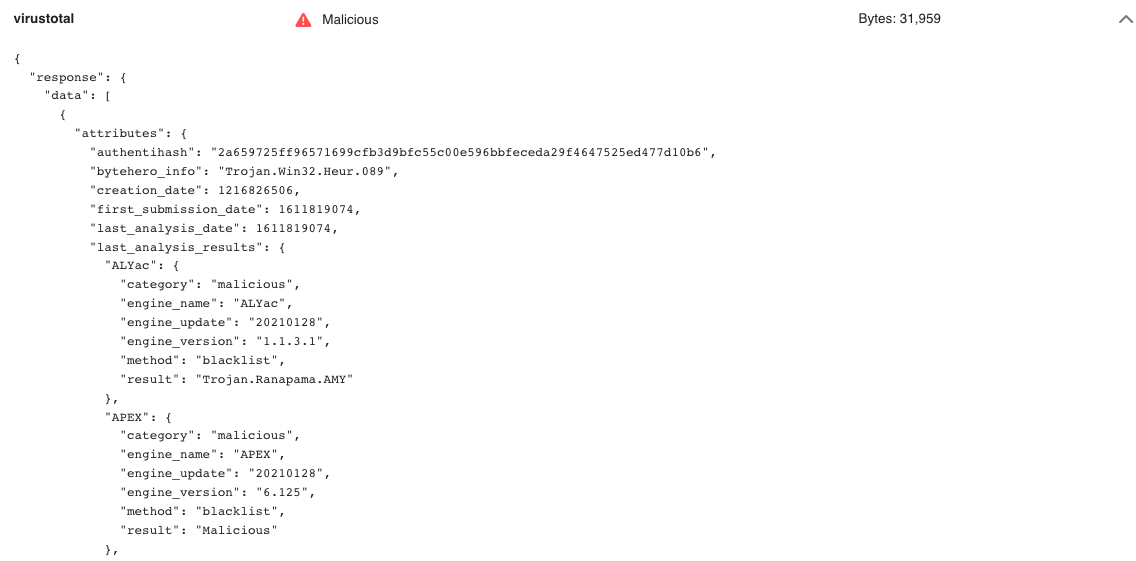 virustotal Malicious Bytes: 31,959
{
"response": {
"data": [
{
"attributes": {
"authentihash": "2a659725ff96571699cfb3d9bfc55c00e596bbfeceda29f4647525ed477d10b6",
"bytehero_info": "Trojan.Win32.Heur.089",
"creation_date": 1216826506,
"first_submission_date": 1611819074,
"last_analysis_date": 1611819074,
"last_analysis_results": {
"ALYac": {
"category": "malicious",
"engine_name": "ALYac",
"engine_update": "20210128",
"engine_version": "1.1.3.1",
"method": "blacklist",
"result": "Trojan.Ranapama.AMY"
},
"APEX": {
"category": "malicious",
"engine_name": "APEX",
"engine_update": "20210128",
"engine_version": "6.125",
"method": "blacklist",
"result": "Malicious"
},